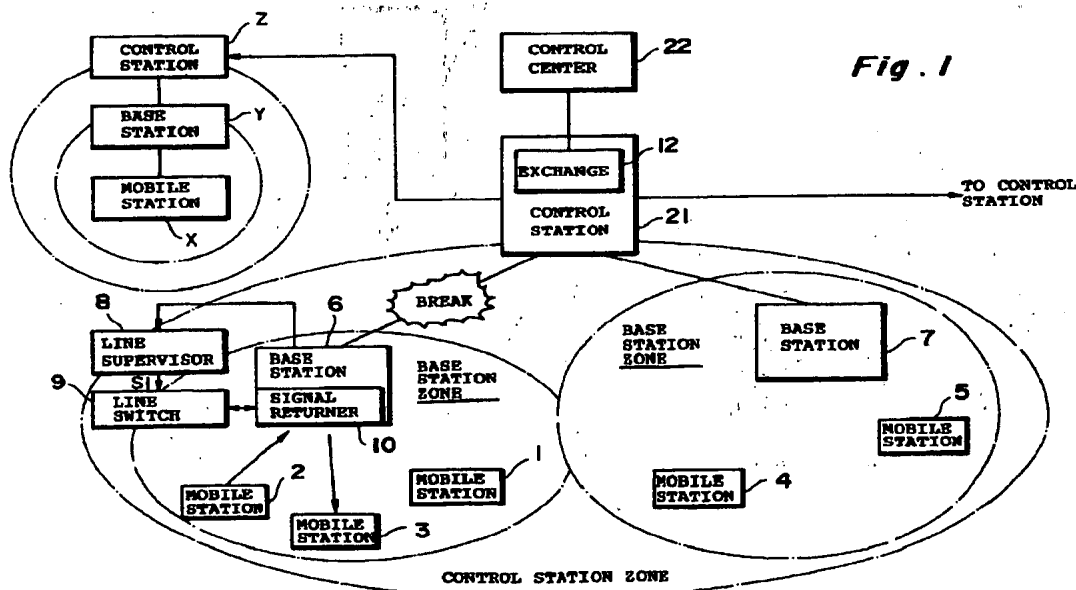 Z
CONTROL
STATION
BASE
STATION
Y
MOBILE
STATION
X
CONTROL
CENTER
22
Fig. 1
EXCHANGE
12
CONTROL
STATION
21
TO CONTROL
STATION
BREAK
8
LINE
SUPERVISOR
S1
9
LINE
SWITCH
6
BASE
STATION
SIGNAL
RETURNER
10
BASE
STATION
ZONE
2
MOBILE
STATION
MOBILE
STATION
3
1
MOBILE
STATION
BASE
STATION
ZONE
BASE
STATION
7
5
MOBILE
STATION
MOBILE
STATION
4
CONTROL STATION ZONE